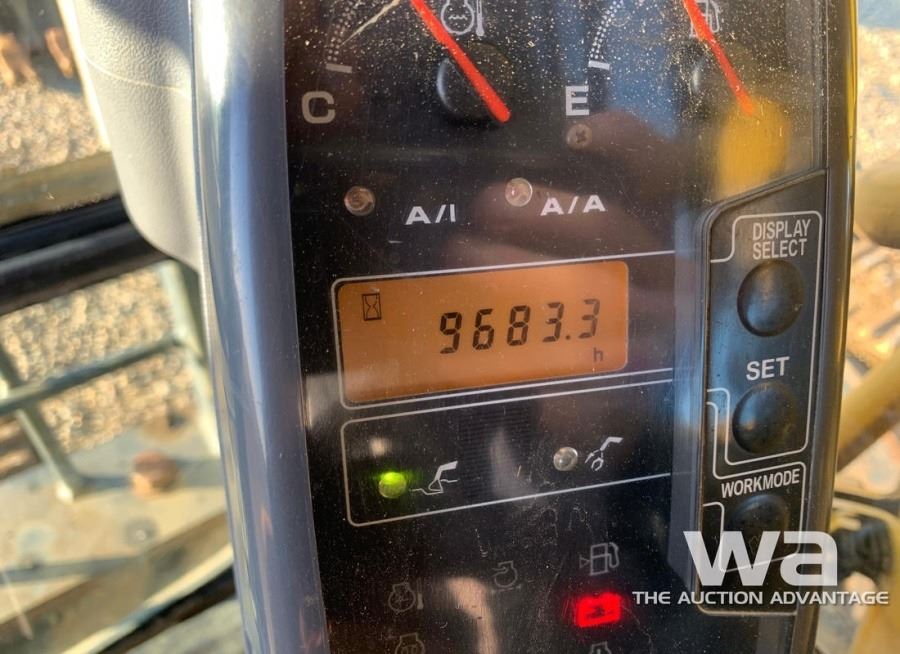 C
E
A/I
A/A
DISPLAY
SELECT
9683.3
h
SET
WORKMODE
wa
THE AUCTION ADVANTAGE